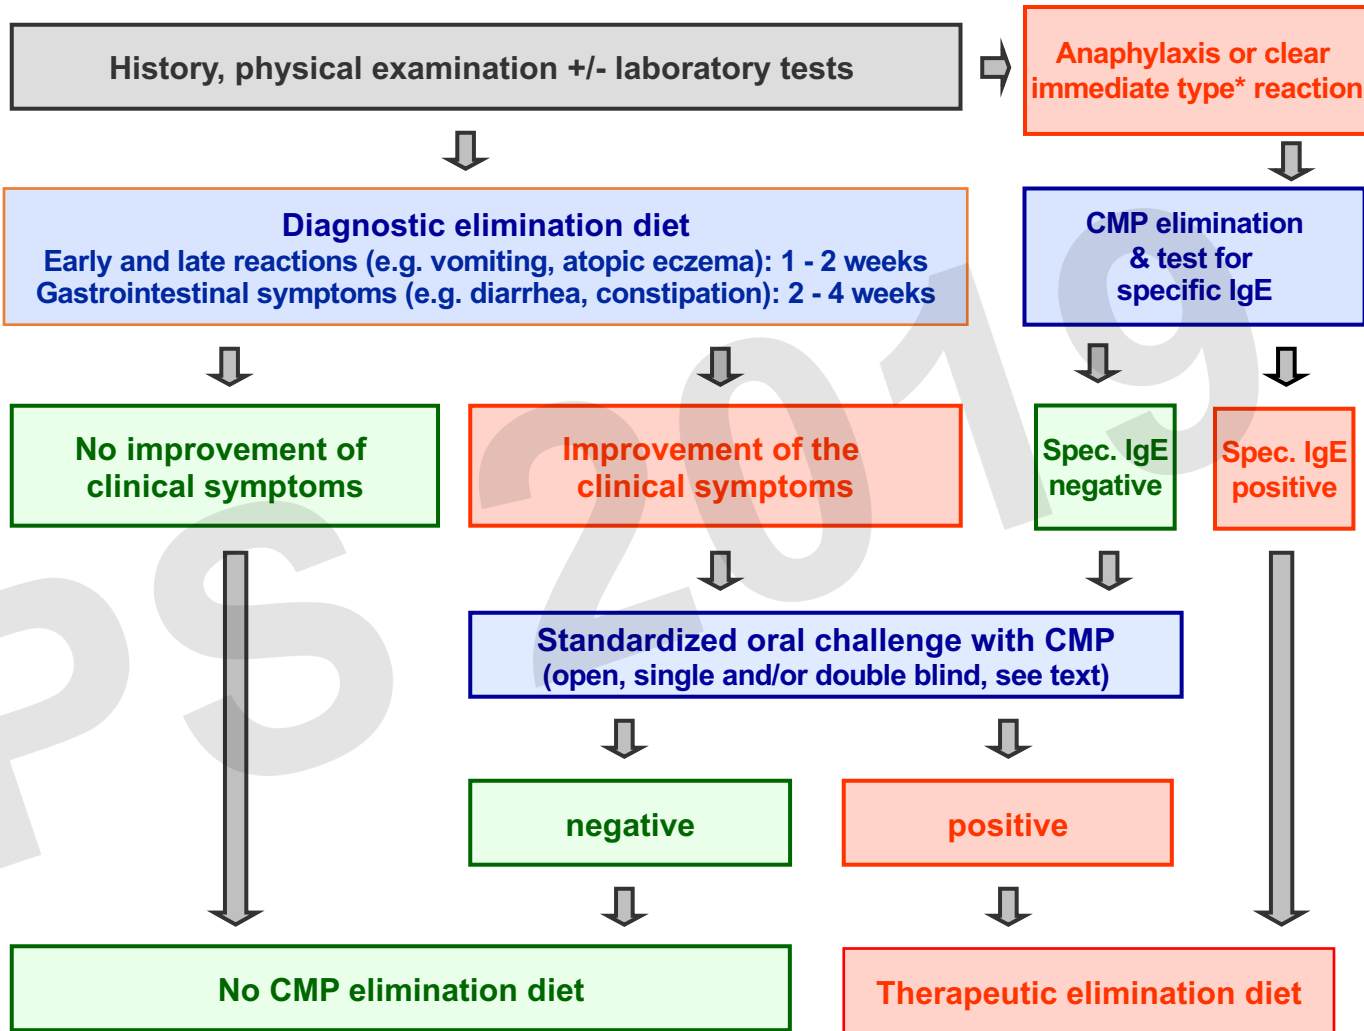 History, physical examination +/- laboratory tests
Anaphylaxis or clear
immediate type* reaction
Diagnostic elimination diet
Early and late reactions (e.g. vomiting, atopic eczema): 1 - 2 weeks
Gastrointestinal symptoms (e.g. diarrhea, constipation): 2 - 4 weeks
CMP elimination
& test for
specific IgE
No improvement of
clinical symptoms
Improvement of the
clinical symptoms
Spec. IgE
negative
Spec. IgE
positive
Standardized oral challenge with CMP
(open, single and/or double blind, see text)
negative
positive
No CMP elimination diet
Therapeutic elimination diet
PS 2019